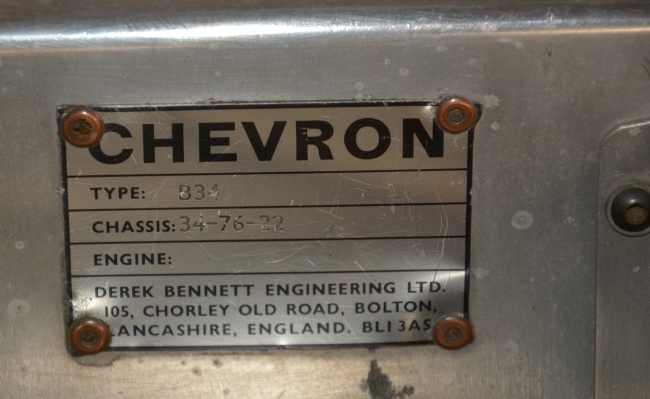 CHEVRON
TYPE: B34
CHASSIS: 34-76-22
ENGINE:
DEREK BENNETT ENGINEERING LTD.
105, CHORLEY OLD ROAD, BOLTON,
LANCASHIRE, ENGLAND. BL1 3AS